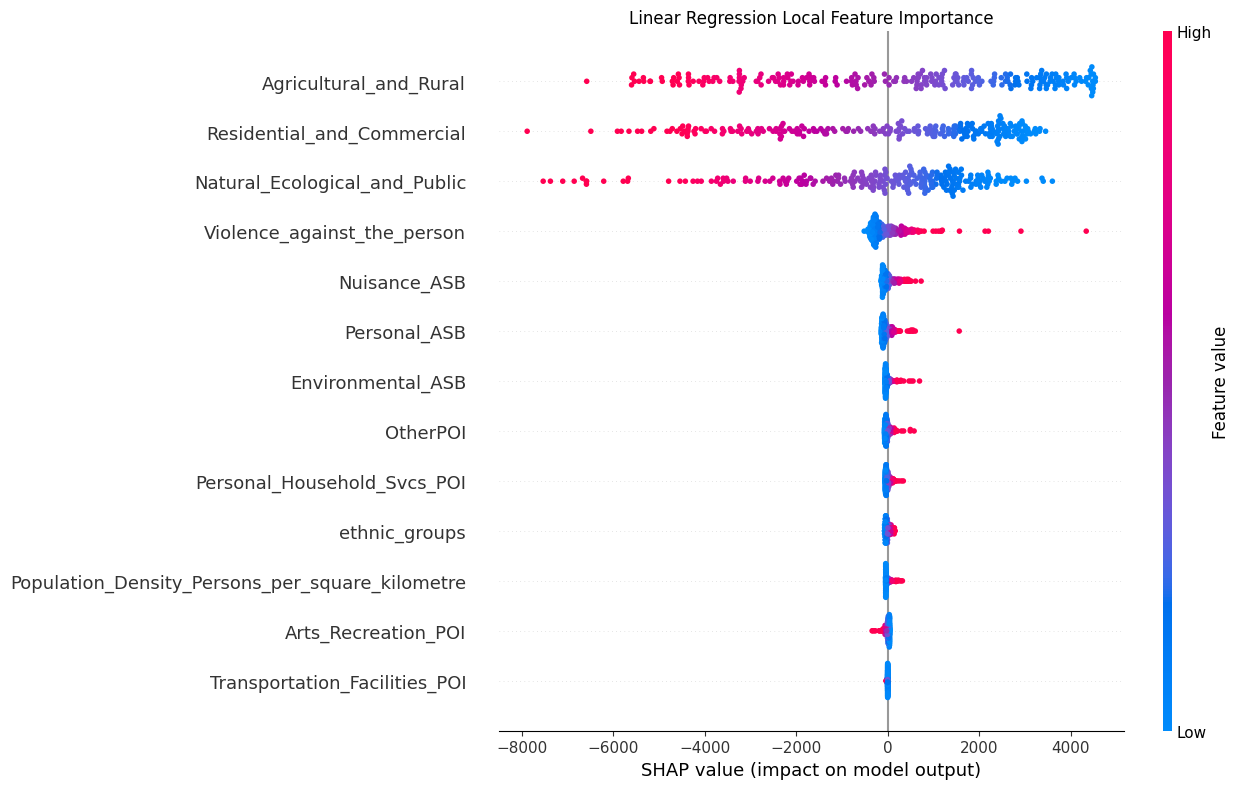 Linear Regression Local Feature Importance
High
Agricultural_and_Rural
Residential_and_Commercial
Natural_Ecological_and_Public
Violence_against_the_person
Nuisance_ASB
Personal_ASB
Environmental_ASB
OtherPOI
Personal_Household_Svcs_POI
ethnic_groups
Population_Density_Persons_per_square_kilometre
Arts_Recreation_POI
Transportation_Facilities_POI
Feature value
Low
−8000 −6000 −4000 −2000 0 2000 4000
SHAP value (impact on model output)